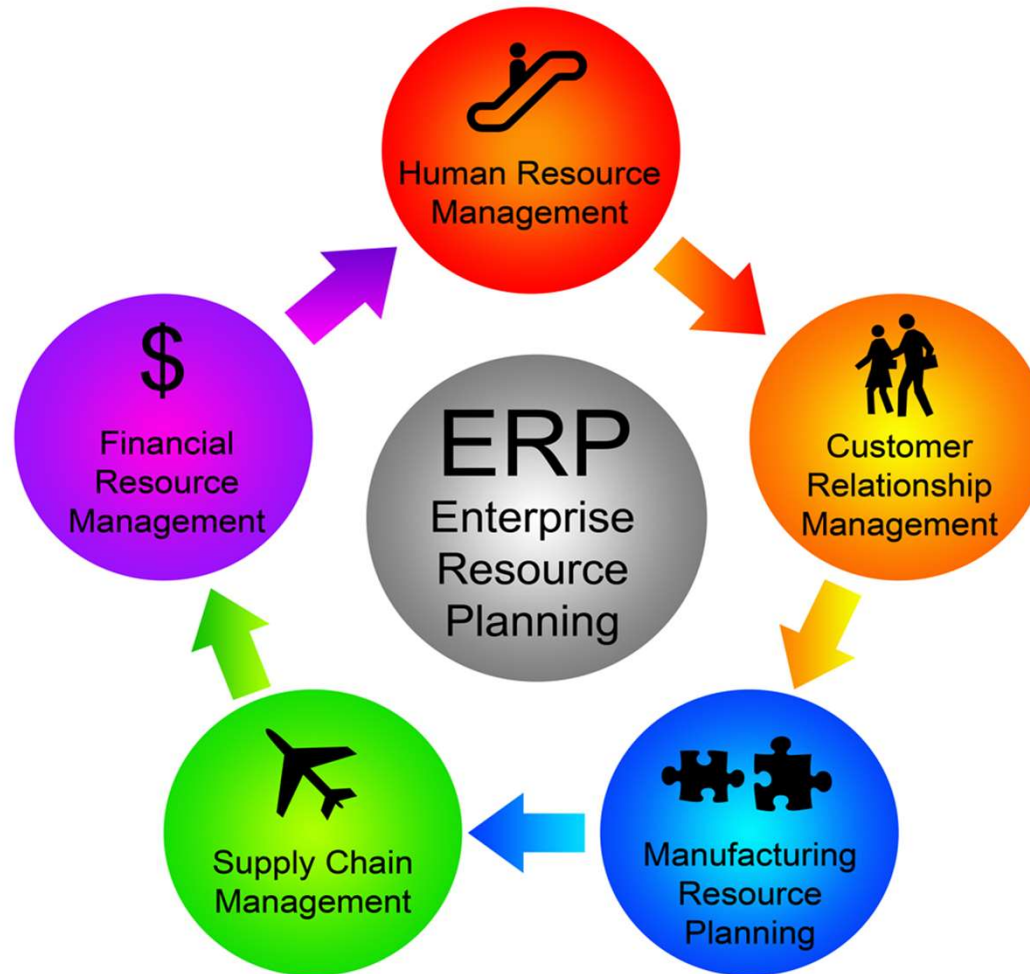 Human Resource
Management
Customer
Relationship
Management
Manufacturing
Resource
Planning
Supply Chain
Management
$
Financial
Resource
Management
ERP
Enterprise
Resource
Planning